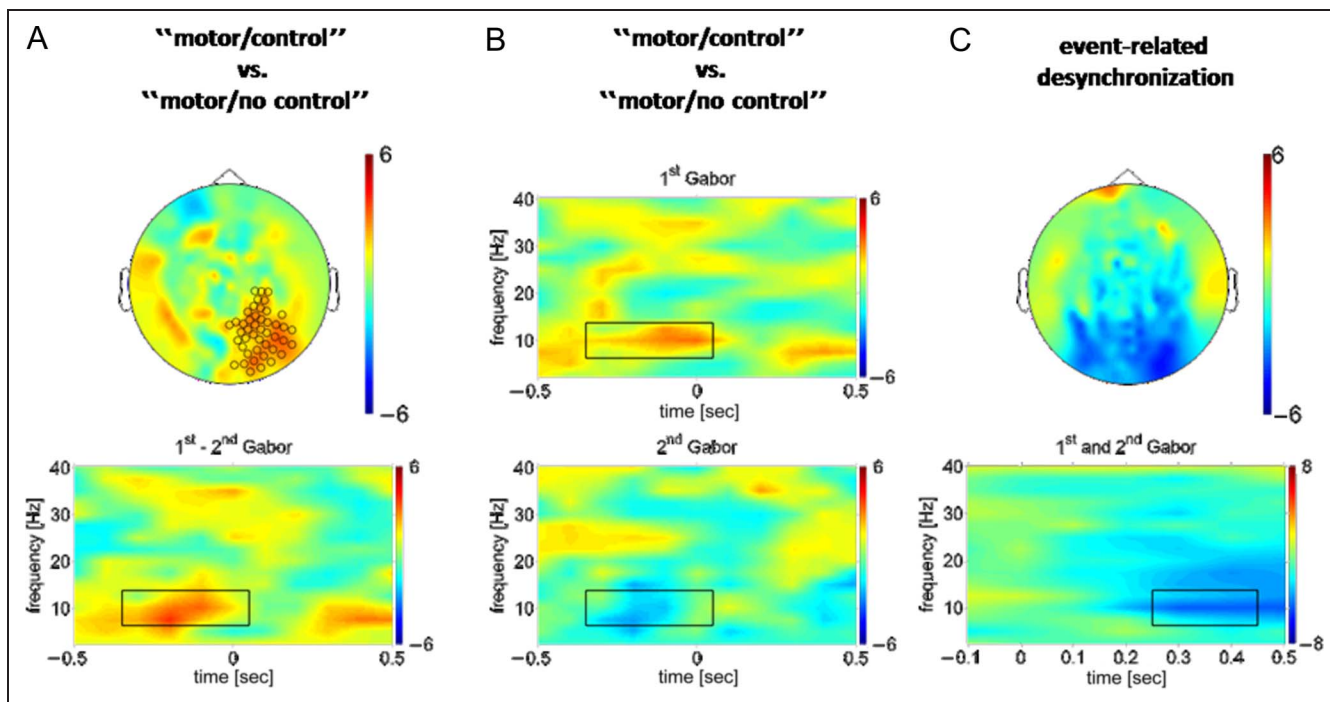 A
‘‘motor/control’’
vs.
‘‘motor/no control’’
6
−6
1st - 2nd Gabor
frequency [Hz]
40
30
20
10
−0.5
0
0.5
time [sec]
6
−6
B
‘‘motor/control’’
vs.
‘‘motor/no control’’
1st Gabor
frequency [Hz]
40
30
20
10
−0.5
0
0.5
time [sec]
6
−6
2nd Gabor
frequency [Hz]
40
30
20
10
−0.5
0
0.5
time [sec]
6
−6
C
event-related
desynchronization
6
−6
1st and 2nd Gabor
frequency [Hz]
40
30
20
10
−0.1
0
0.1
0.2
0.3
0.4
0.5
time [sec]
8
−8